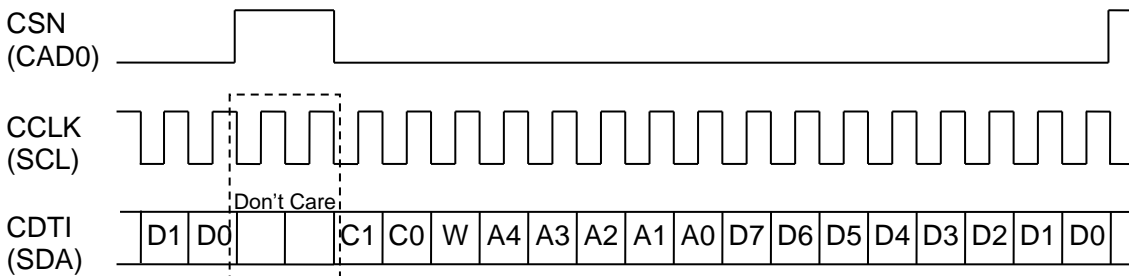 CSN
(CAD0)
CCLK
(SCL)
Don't Care
CDTI
(SDA)
D1 D0 C1 C0 W A4 A3 A2 A1 A0 D7 D6 D5 D4 D3 D2 D1 D0